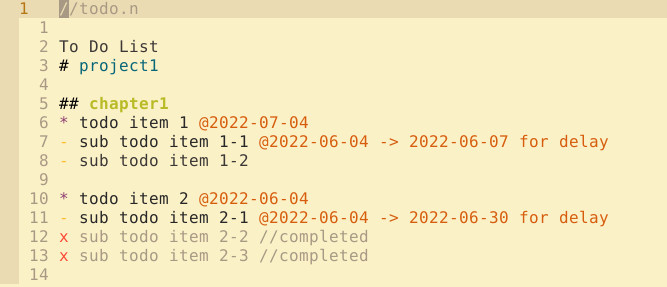 1 //todo.n
1
2 To Do List
3 # project1
4
5 ## chapter1
6 * todo item 1 @2022-07-04
7 - sub todo item 1-1 @2022-06-04 -> 2022-06-07 for delay
8 - sub todo item 1-2
9
10 * todo item 2 @2022-06-04
11 - sub todo item 2-1 @2022-06-04 -> 2022-06-30 for delay
12 x sub todo item 2-2 //completed
13 x sub todo item 2-3 //completed
14